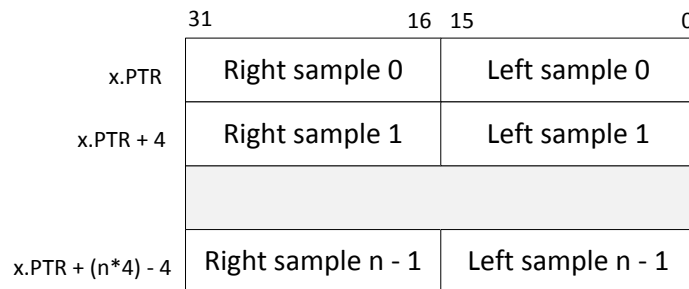 31 16 15 0
x.PTR Right sample 0 Left sample 0
x.PTR + 4 Right sample 1 Left sample 1
x.PTR + (n*4) - 4 Right sample n - 1 Left sample n - 1